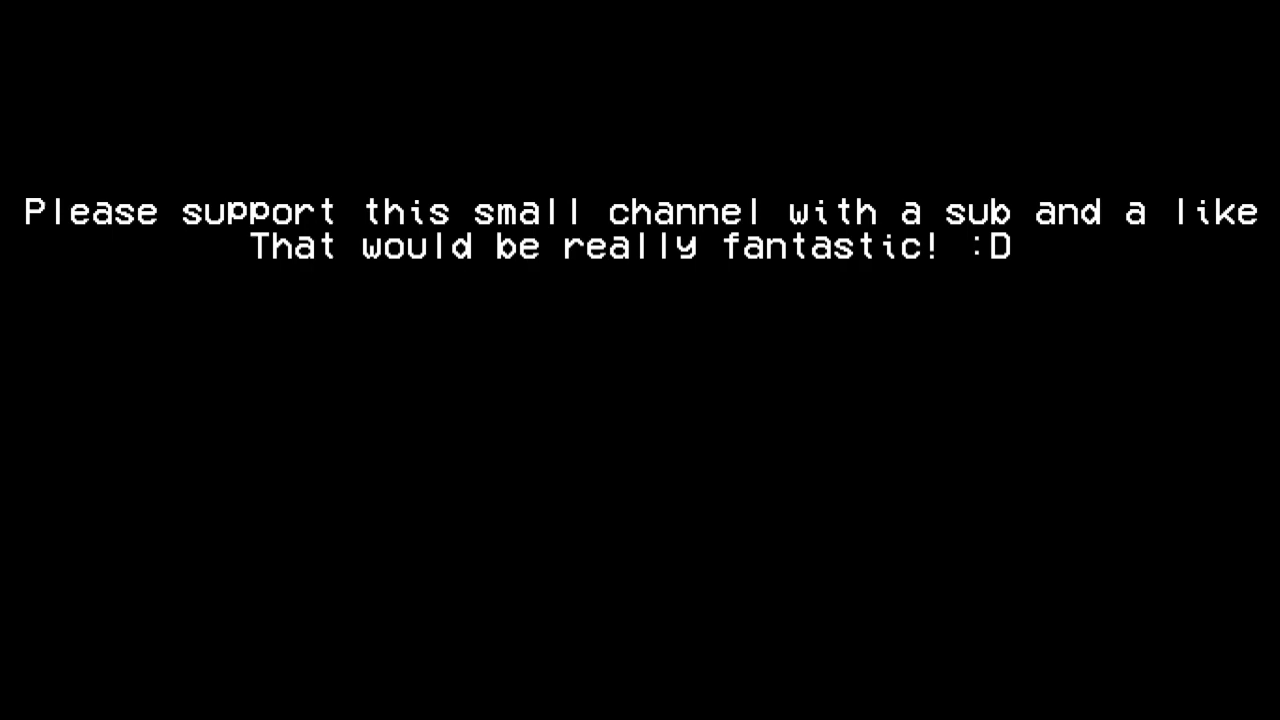 Please support this small channel with a sub and a like
That would be really fantastic! :D